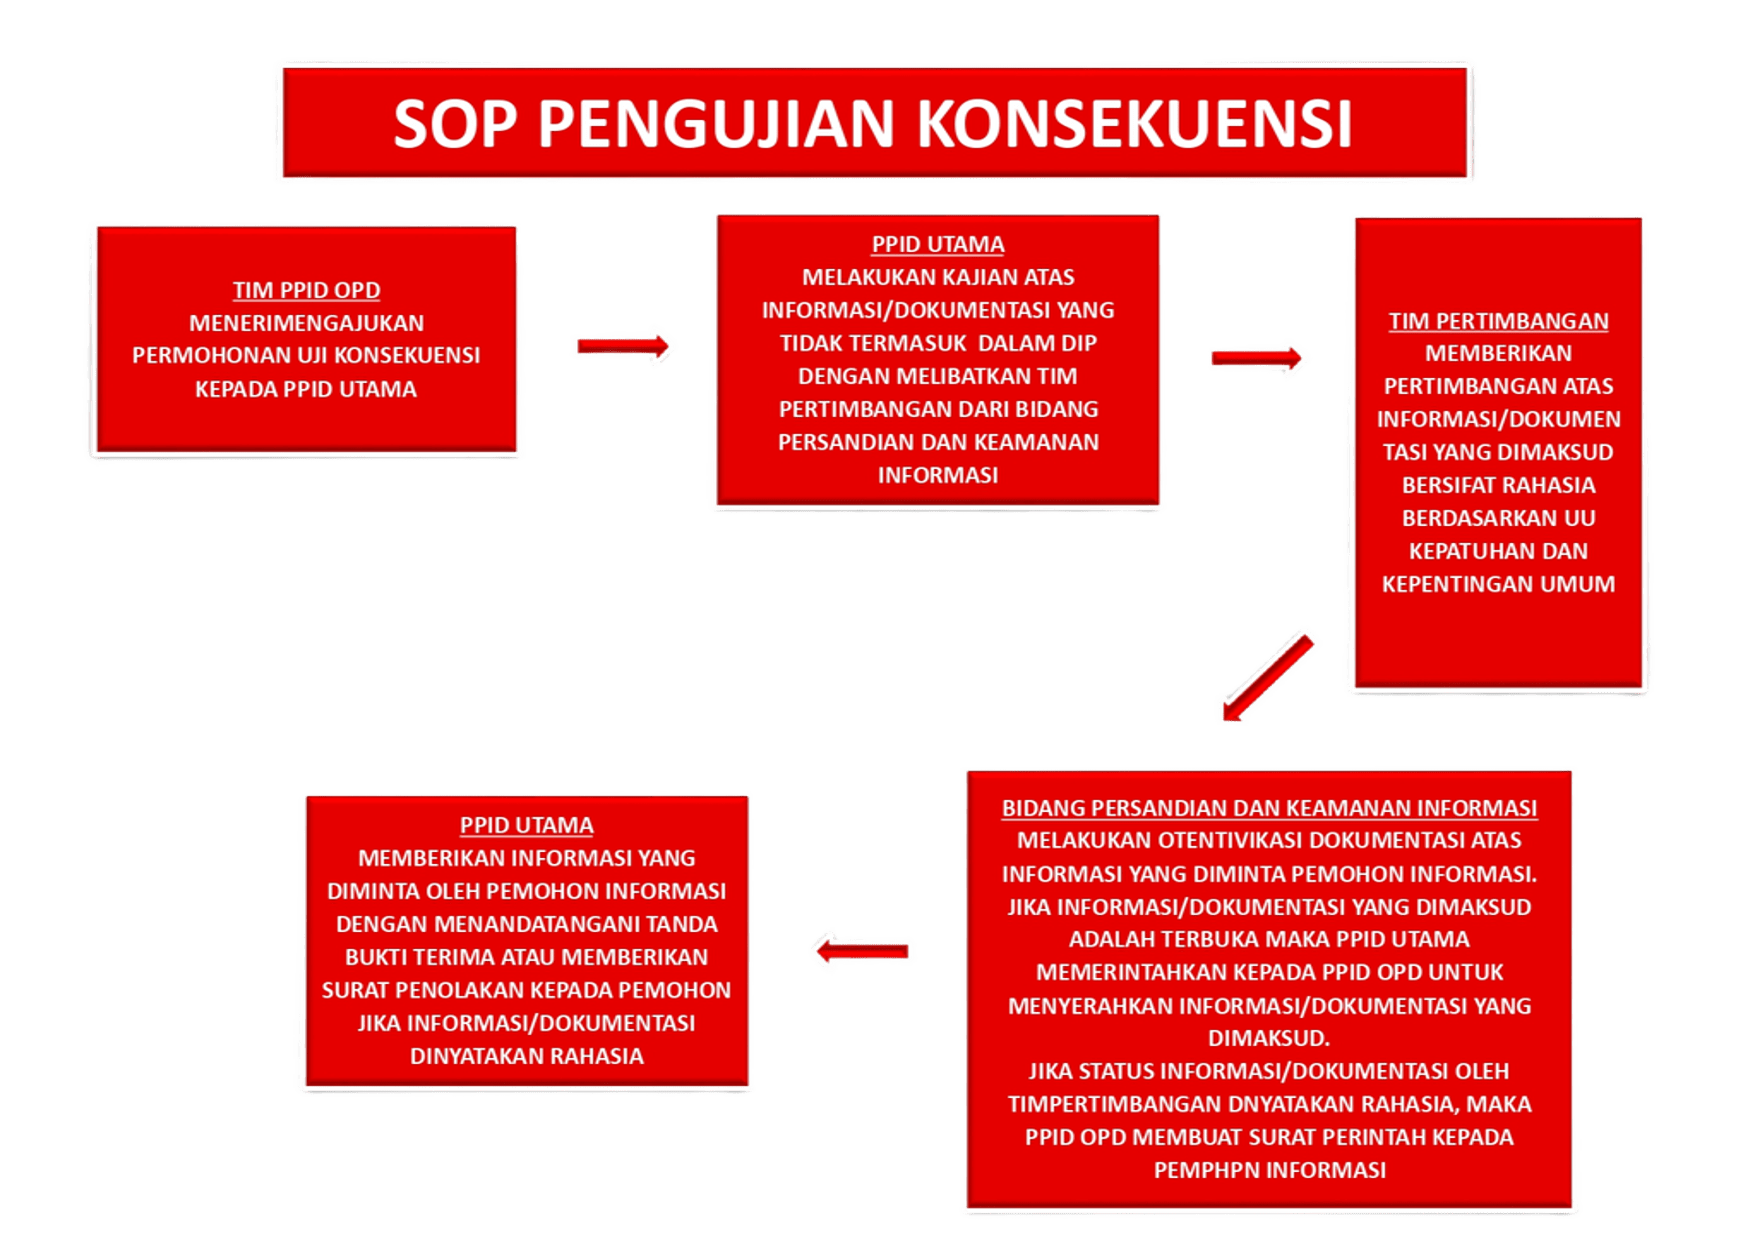 SOP PENGUJIAN KONSEKUENSI
TIM PPID OPD
MENERIMENGAJUKAN
PERMOHONAN UJI KONSEKUENSI
KEPADA PPID UTAMA
PPID UTAMA
MELAKUKAN KAJIAN ATAS
INFORMASI/DOKUMENTASI YANG
TIDAK TERMASUK DALAM DIP
DENGAN MELIBATKAN TIM
PERTIMBANGAN DARI BIDANG
PERSANDIAN DAN KEAMANAN
INFORMASI
TIM PERTIMBANGAN
MEMBERIKAN
PERTIMBANGAN ATAS
INFORMASI/DOKUMEN
TASI YANG DIMAKSUD
BERSIFAT RAHASIA
BERDASARKAN UU
KEPATUHAN DAN
KEPENTINGAN UMUM
BIDANG PERSANDIAN DAN KEAMANAN INFORMASI
MELAKUKAN OTENTIVIKASI DOKUMENTASI ATAS
INFORMASI YANG DIMINTA PEMOHON INFORMASI.
JIKA INFORMASI/DOKUMENTASI YANG DIMAKSUD
ADALAH TERBUKA MAKA PPID UTAMA
MEMERINTAHKAN KEPADA PPID OPD UNTUK
MENYERAHKAN INFORMASI/DOKUMENTASI YANG
DIMAKSUD.
JIKA STATUS INFORMASI/DOKUMENTASI OLEH
TIMPERTIMBANGAN DNYATAKAN RAHASIA, MAKA
PPID OPD MEMBUAT SURAT PERINTAH KEPADA
PEMPHPN INFORMASI
PPID UTAMA
MEMBERIKAN INFORMASI YANG
DIMINTA OLEH PEMOHON INFORMASI
DENGAN MENANDATANGANI TANDA
BUKTI TERIMA ATAU MEMBERIKAN
SURAT PENOLAKAN KEPADA PEMOHON
JIKA INFORMASI/DOKUMENTASI
DINYATAKAN RAHASIA